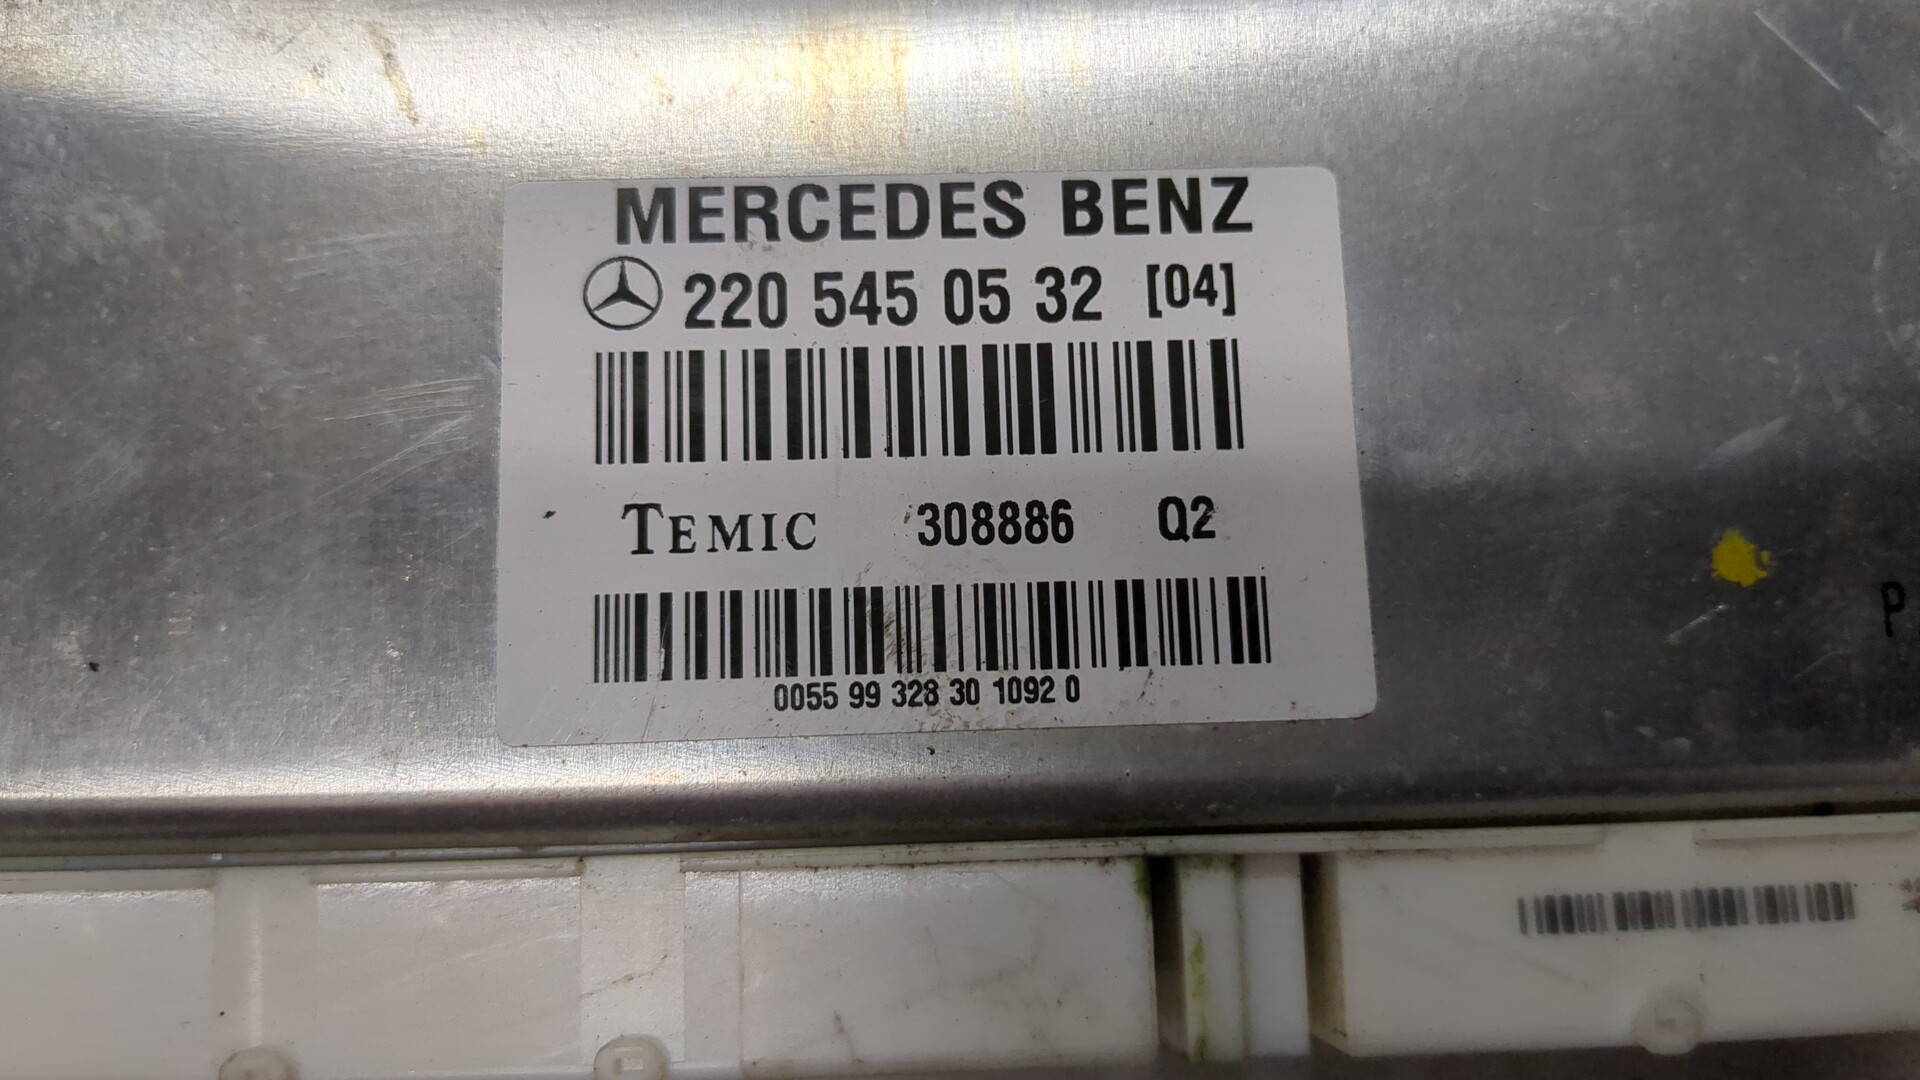 MERCEDES BENZ
220 545 05 32 [04]
TEMIC 308886 Q2
0055 99 328 30 1092 0
P